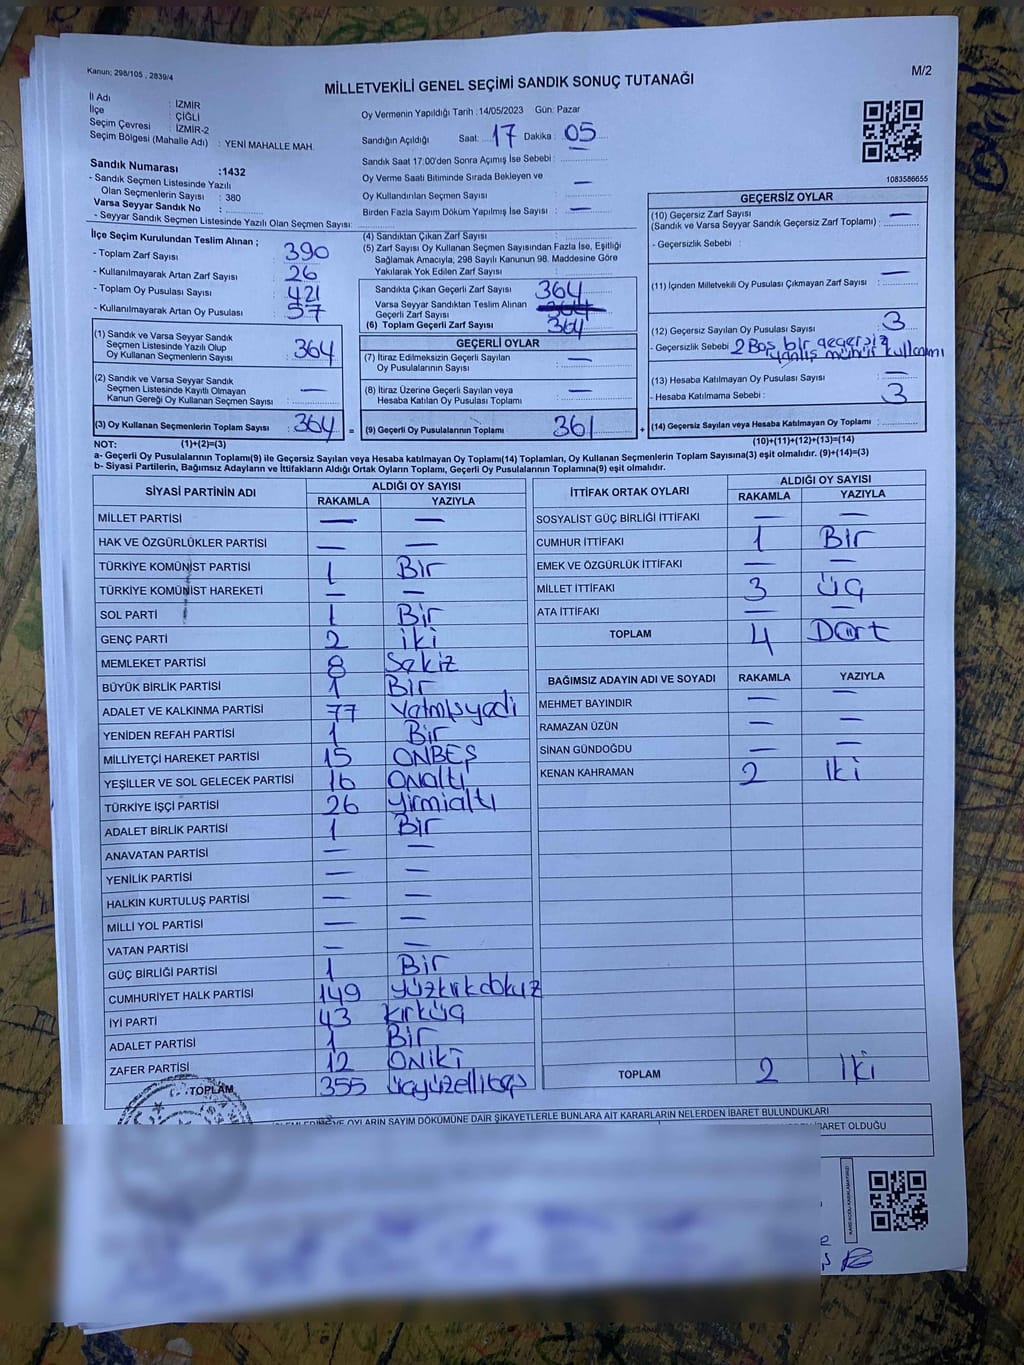 Kanun; 298/105 , 2839/4
MİLLETVEKİLİ GENEL SEÇİMİ SANDIK SONUÇ TUTANAĞI
M/2
İl Adı : İZMİR
İlçe : ÇİĞLİ
Seçim Çevresi : İZMİR-2
Seçim Bölgesi (Mahalle Adı) : YENİ MAHALLE MAH.
Oy Vermenin Yapıldığı Tarih : 14/05/2023 Gün: Pazar
Sandığın Açıldığı Saat: 17 Dakika : 05
Sandık Saat 17:00'den Sonra Açımış İse Sebebi :
Oy Verme Saati Bitiminde Sırada Bekleyen ve
Oy Kullandırılan Seçmen Sayısı : —
Birden Fazla Sayım Döküm Yapılmış İse Sayısı : —
1083586655
Sandık Numarası :1432
- Sandık Seçmen Listesinde Yazılı
Olan Seçmenlerin Sayısı : 380
Varsa Seyyar Sandık No :
- Seyyar Sandık Seçmen Listesinde Yazılı Olan Seçmen Sayısı:
İlçe Seçim Kurulundan Teslim Alınan ;
- Toplam Zarf Sayısı : 390
- Kullanılmayarak Artan Zarf Sayısı : 26
- Toplam Oy Pusulası Sayısı : 421
- Kullanılmayarak Artan Oy Pusulası : 57
(1) Sandık ve Varsa Seyyar Sandık
Seçmen Listesinde Yazılı Olup
Oy Kullanan Seçmenlerin Sayısı : 364
(2) Sandık ve Varsa Seyyar Sandık
Seçmen Listesinde Kayıtlı Olmayan
Kanun Gereği Oy Kullanan Seçmen Sayısı : —
(3) Oy Kullanan Seçmenlerin Toplam Sayısı : 364 =
(4) Sandıktan Çıkan Zarf Sayısı :
(5) Zarf Sayısı Oy Kullanan Seçmen Sayısından Fazla İse, Eşitliği
Sağlamak Amacıyla, 298 Sayılı Kanunun 98. Maddesine Göre
Yakılarak Yok Edilen Zarf Sayısı :
Sandıkta Çıkan Geçerli Zarf Sayısı : 364
Varsa Seyyar Sandıktan Teslim Alınan
Geçerli Zarf Sayısı : 364
(6) Toplam Geçerli Zarf Sayısı : 364
GEÇERLİ OYLAR
(7) İtiraz Edilmeksizin Geçerli Sayılan
Oy Pusulalarının Sayısı : —
(8) İtiraz Üzerine Geçerli Sayılan veya
Hesaba Katılan Oy Pusulası Toplamı : —
(9) Geçerli Oy Pusulalarının Toplamı : 361 +
GEÇERSİZ OYLAR
(10) Geçersiz Zarf Sayısı —
(Sandık ve Varsa Seyyar Sandık Geçersiz Zarf Toplamı) :
- Geçersizlik Sebebi :
(11) İçinden Milletvekili Oy Pusulası Çıkmayan Zarf Sayısı : —
(12) Geçersiz Sayılan Oy Pusulası Sayısı : 3
- Geçersizlik Sebebi : 2 Boş bir geçersiz
yanlış mühür kullanımı
(13) Hesaba Katılmayan Oy Pusulası Sayısı : —
- Hesaba Katılmama Sebebi :
(14) Geçersiz Sayılan veya Hesaba Katılmayan Oy Toplamı : 3
NOT: (1)+(2)=(3)
(10)+(11)+(12)+(13)=(14)
a- Geçerli Oy Pusulalarının Toplamı(9) ile Geçersiz Sayılan veya Hesaba katılmayan Oy Toplamı(14) Toplamları, Oy Kullanan Seçmenlerin Toplam Sayısına(3) eşit olmalıdır. (9)+(14)=(3)
b- Siyasi Partilerin, Bağımsız Adayların ve İttifakların Aldığı Ortak Oyların Toplamı, Geçerli Oy Pusulalarının Toplamına(9) eşit olmalıdır.
SİYASİ PARTİNİN ADI ALDIĞI OY SAYISI
RAKAMLA YAZIYLA
MİLLET PARTİSİ — —
HAK VE ÖZGÜRLÜKLER PARTİSİ — —
TÜRKİYE KOMÜNİST PARTİSİ 1 Bir
TÜRKİYE KOMÜNİST HAREKETİ — —
SOL PARTİ 1 Bir
GENÇ PARTİ 2 iki
MEMLEKET PARTİSİ 8 Sekiz
BÜYÜK BİRLİK PARTİSİ 1 Bir
ADALET VE KALKINMA PARTİSİ 77 yetmişyedi
YENİDEN REFAH PARTİSİ 1 Bir
MİLLİYETÇİ HAREKET PARTİSİ 15 ONBEŞ
YEŞİLLER VE SOL GELECEK PARTİSİ 16 Onaltı
TÜRKİYE İŞÇİ PARTİSİ 26 yirmialtı
ADALET BİRLİK PARTİSİ 1 Bir
ANAVATAN PARTİSİ — —
YENİLİK PARTİSİ — —
HALKIN KURTULUŞ PARTİSİ — —
MİLLİ YOL PARTİSİ — —
VATAN PARTİSİ — —
GÜÇ BİRLİĞİ PARTİSİ 1 Bir
CUMHURİYET HALK PARTİSİ 149 yüzkırkdokuz
İYİ PARTİ 43 kırküç
ADALET PARTİSİ 1 Bir
ZAFER PARTİSİ 12 Oniki
TOPLAM 355 üçyüzellibeş
İTTİFAK ORTAK OYLARI ALDIĞI OY SAYISI
RAKAMLA YAZIYLA
SOSYALİST GÜÇ BİRLİĞİ İTTİFAKI — —
CUMHUR İTTİFAKI 1 Bir
EMEK VE ÖZGÜRLÜK İTTİFAKI — —
MİLLET İTTİFAKI 3 üç
ATA İTTİFAKI — —
TOPLAM 4 Dört
BAĞIMSIZ ADAYIN ADI VE SOYADI RAKAMLA YAZIYLA
MEHMET BAYINDIR — —
RAMAZAN ÜZÜN — —
SİNAN GÜNDOĞDU — —
KENAN KAHRAMAN 2 İki
TOPLAM 2 İki
VE OYLARIN SAYIM DÖKÜMÜNE DAİR ŞİKAYETLERLE BUNLARA AİT KARARLARIN NELERDEN İBARET BULUNDUKLARI
İBARET OLDUĞU